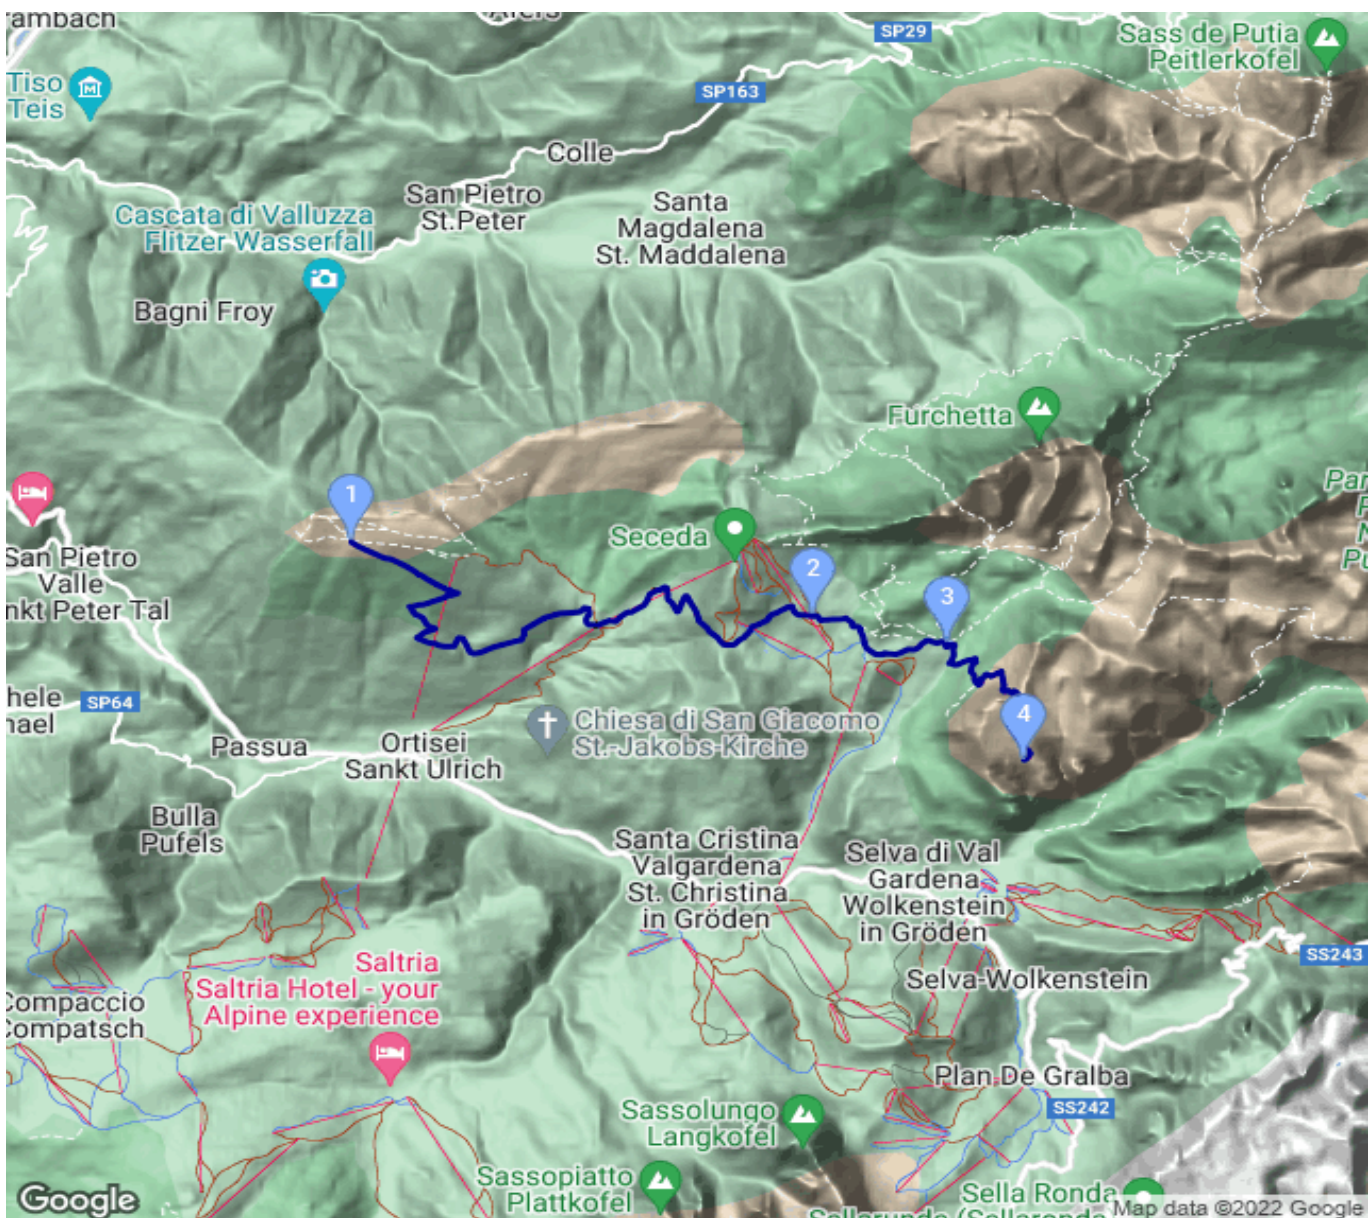 Afers
SP29
Sass de Putia
Peitlerkofel
ambach
Tiso
Teis
SP163
Colle
San Pietro
St.Peter
Santa
Magdalena
St. Maddalena
Cascata di Valluzza
Flitzer Wasserfall
Bagni Froy
Furchetta
1
Seceda
2
3
4
Par
San Pietro
Valle
nkt Peter Tal
hele
nael
SP64
Passua
Ortisei
Sankt Ulrich
Chiesa di San Giacomo
St.-Jakobs-Kirche
Bulla
Pufels
Santa Cristina
Valgardena
St. Christina
in Gröden
Selva di Val
Gardena
Wolkenstein
in Gröden
SS243
Selva-Wolkenstein
Saltria
Saltria Hotel - your
Alpine experience
Compaccio
Compatsch
Plan De Gralba
SS242
Sassolungo
Langkofel
Sassopiatto
Plattkofel
Sella Ronda
Google
Map data ©2022 Google